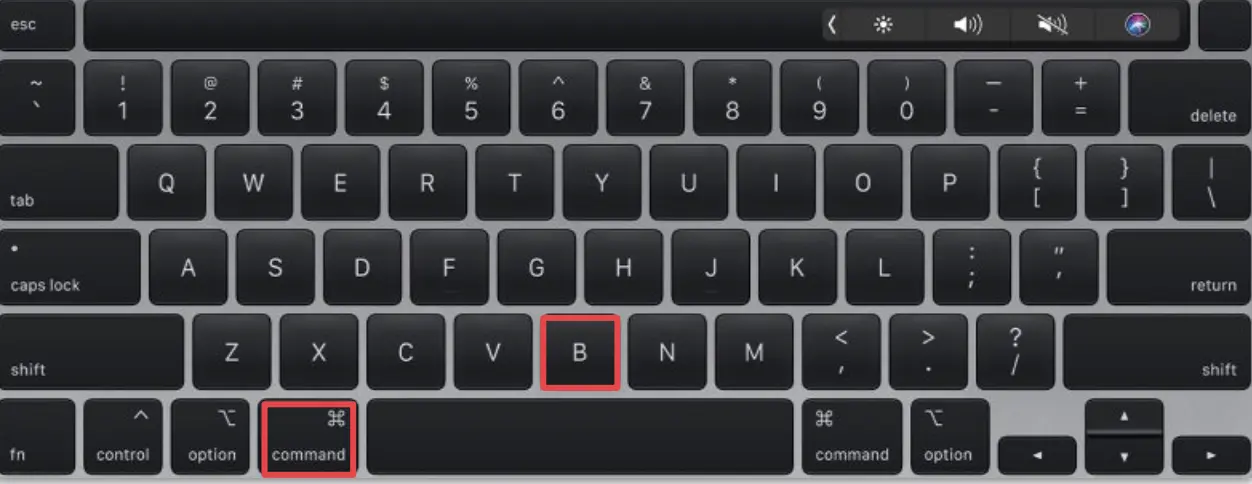 esc
~ ! @ # $ % ^ & * ( ) — +
` 1 2 3 4 5 6 7 8 9 0 - = delete
tab Q W E R T Y U I O P { [ } ] | \
caps lock A S D F G H J K L : ; " ' return
shift Z X C V B N M < , > . ? / shift
^ ⌥ ⌘ ⌘ ⌥
fn control option command command option